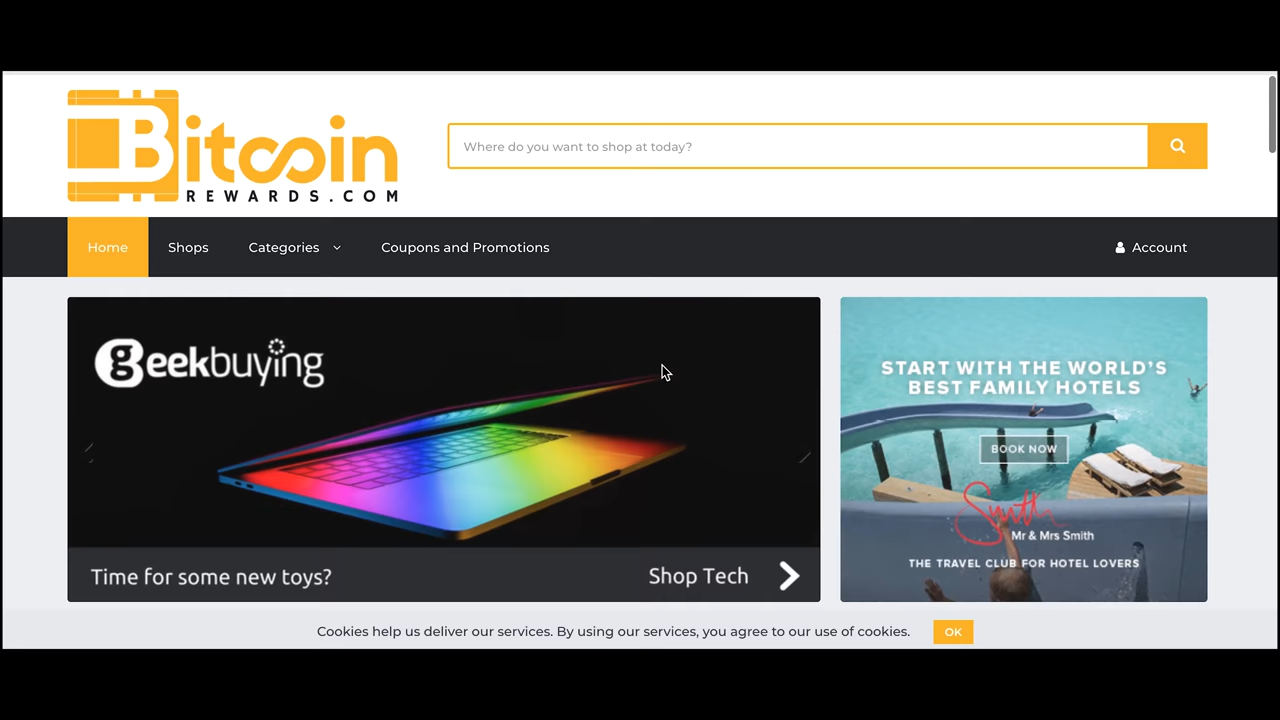 Bitcoin
REWARDS.COM
Where do you want to shop at today?
Home
Shops
Categories
Coupons and Promotions
Account
geekbuying
Time for some new toys?
Shop Tech
START WITH THE WORLD'S
BEST FAMILY HOTELS
BOOK NOW
Smith
Mr & Mrs Smith
THE TRAVEL CLUB FOR HOTEL LOVERS
Cookies help us deliver our services. By using our services, you agree to our use of cookies.
OK